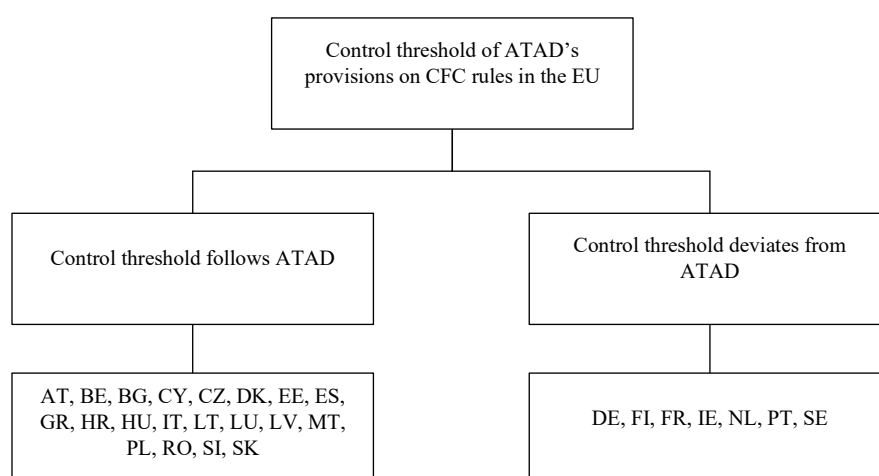 Control threshold of ATAD's
provisions on CFC rules in the EU
Control threshold follows ATAD
Control threshold deviates from
ATAD
AT, BE, BG, CY, CZ, DK, EE, ES,
GR, HR, HU, IT, LT, LU, LV, MT,
PL, RO, SI, SK
DE, FI, FR, IE, NL, PT, SE